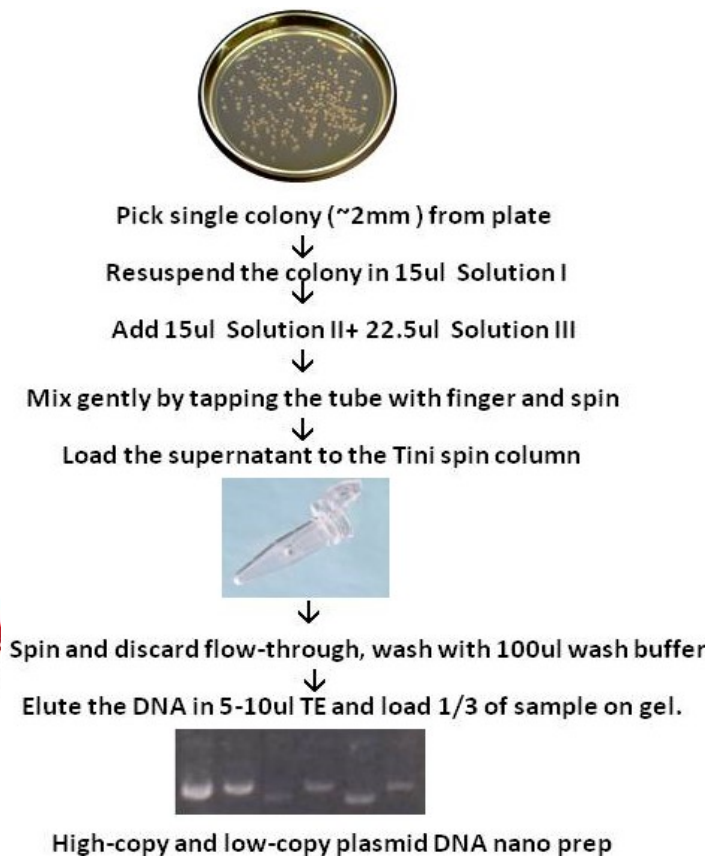 Pick single colony (~2mm ) from plate
Resuspend the colony in 15ul Solution I
Add 15ul Solution II+ 22.5ul Solution III
Mix gently by tapping the tube with finger and spin
Load the supernatant to the Tini spin column
Spin and discard flow-through, wash with 100ul wash buffer
Elute the DNA in 5-10ul TE and load 1/3 of sample on gel.
High-copy and low-copy plasmid DNA nano prep